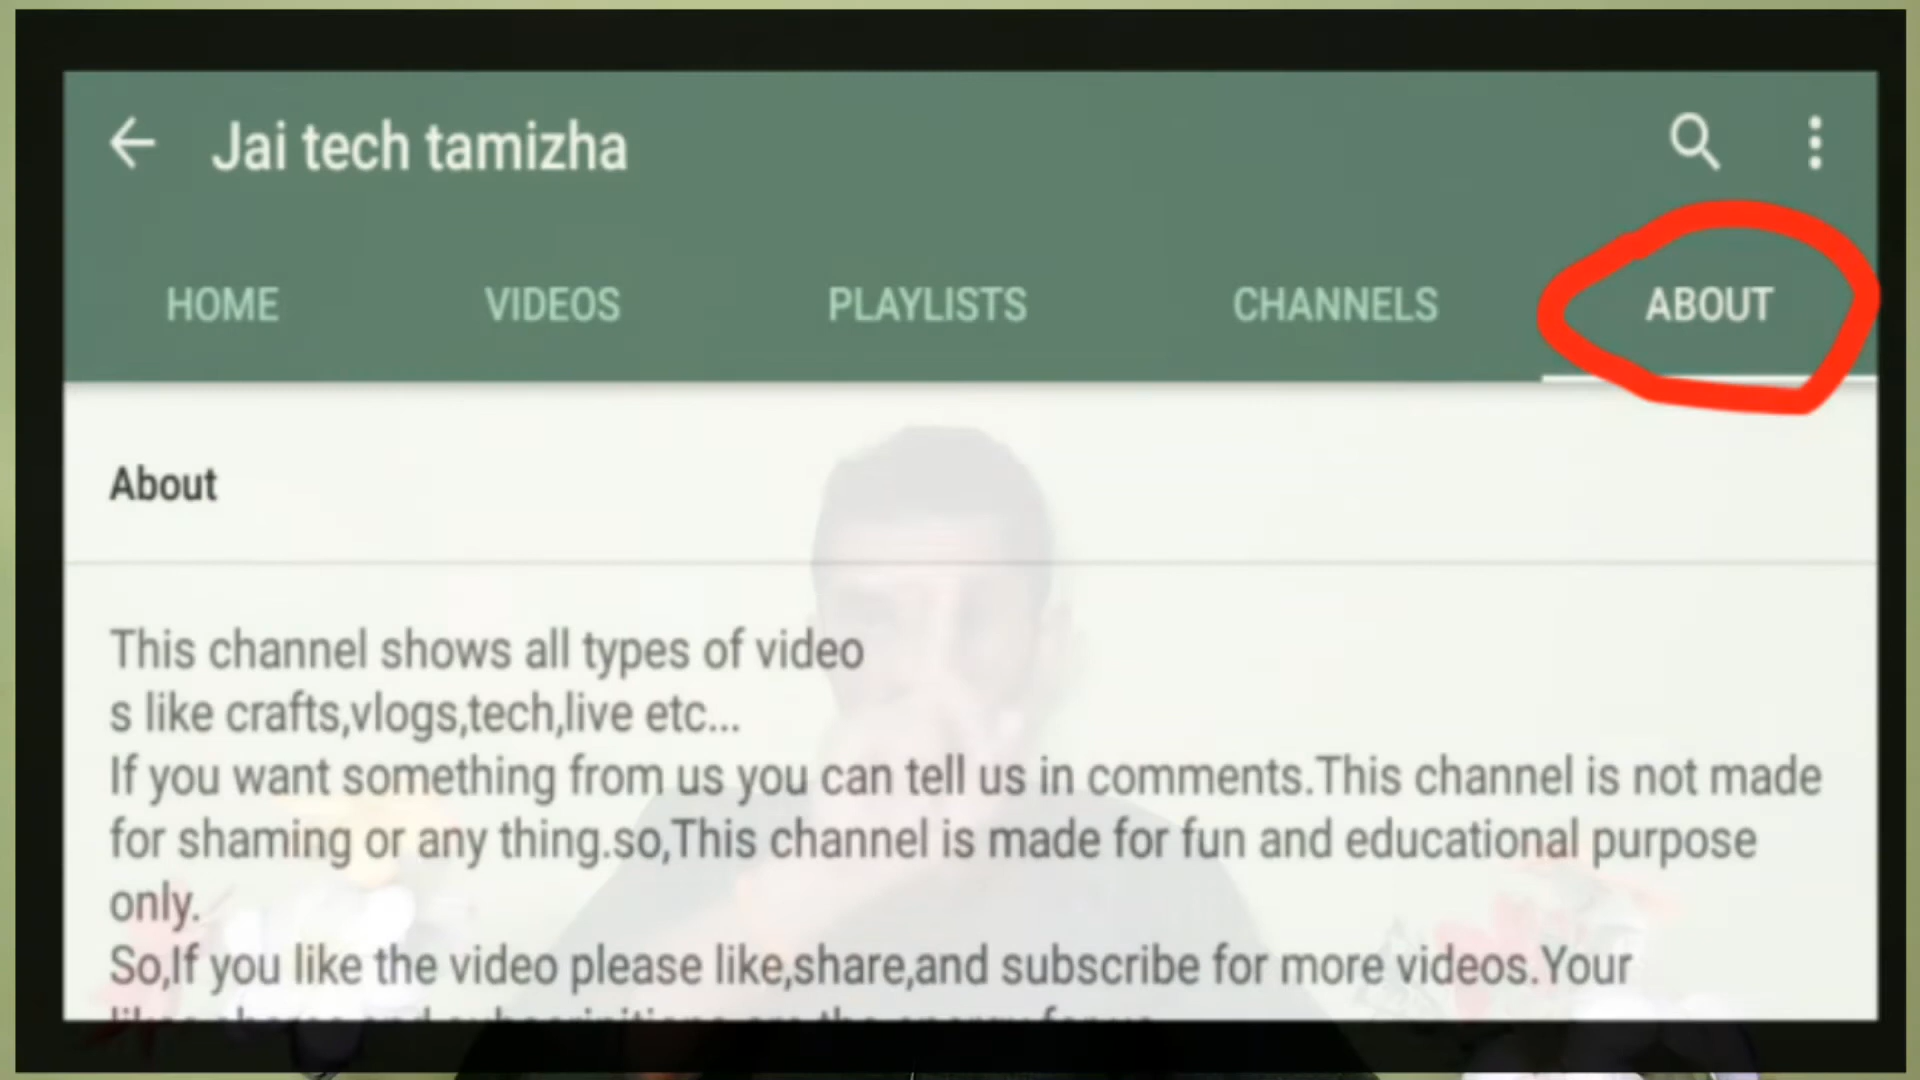 Jai tech tamizha
HOME VIDEOS PLAYLISTS CHANNELS ABOUT
About
This channel shows all types of video
s like crafts,vlogs,tech,live etc...
If you want something from us you can tell us in comments.This channel is not made
for shaming or any thing.so,This channel is made for fun and educational purpose
only.
So,If you like the video please like,share,and subscribe for more videos.Your